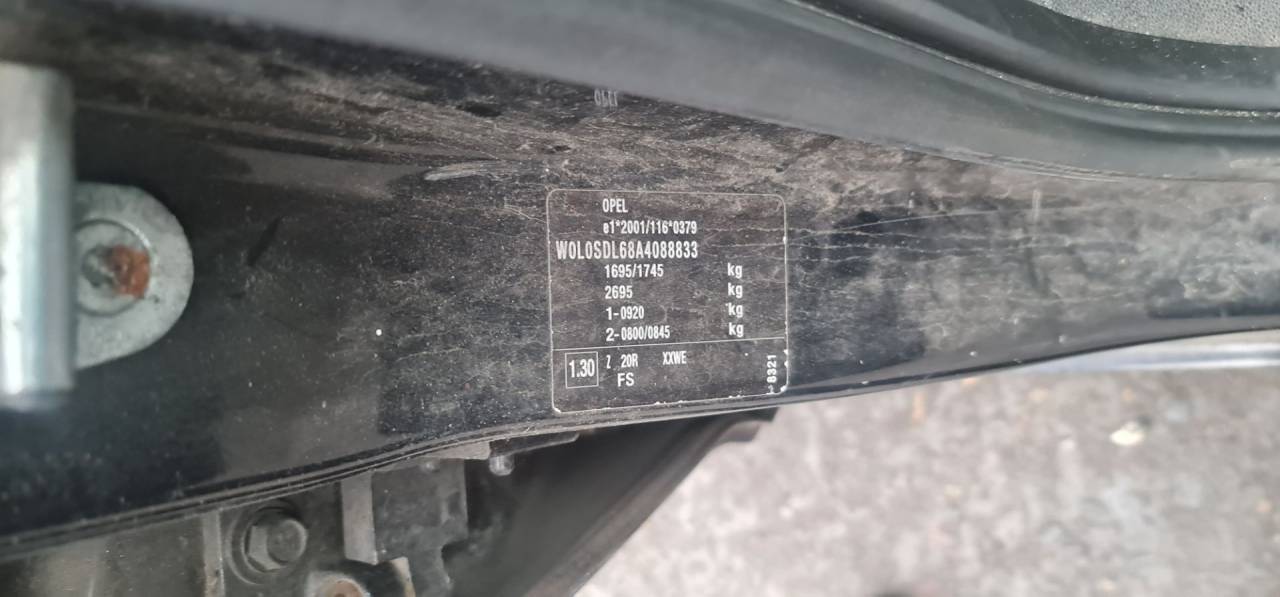 OPEL
e1*2001/116*0379
W0L0SDL68A4088833
1695/1745 kg
2695 kg
1-0920 kg
2-0800/0845 kg
1.30 Z 20R XXWE
FS
8321